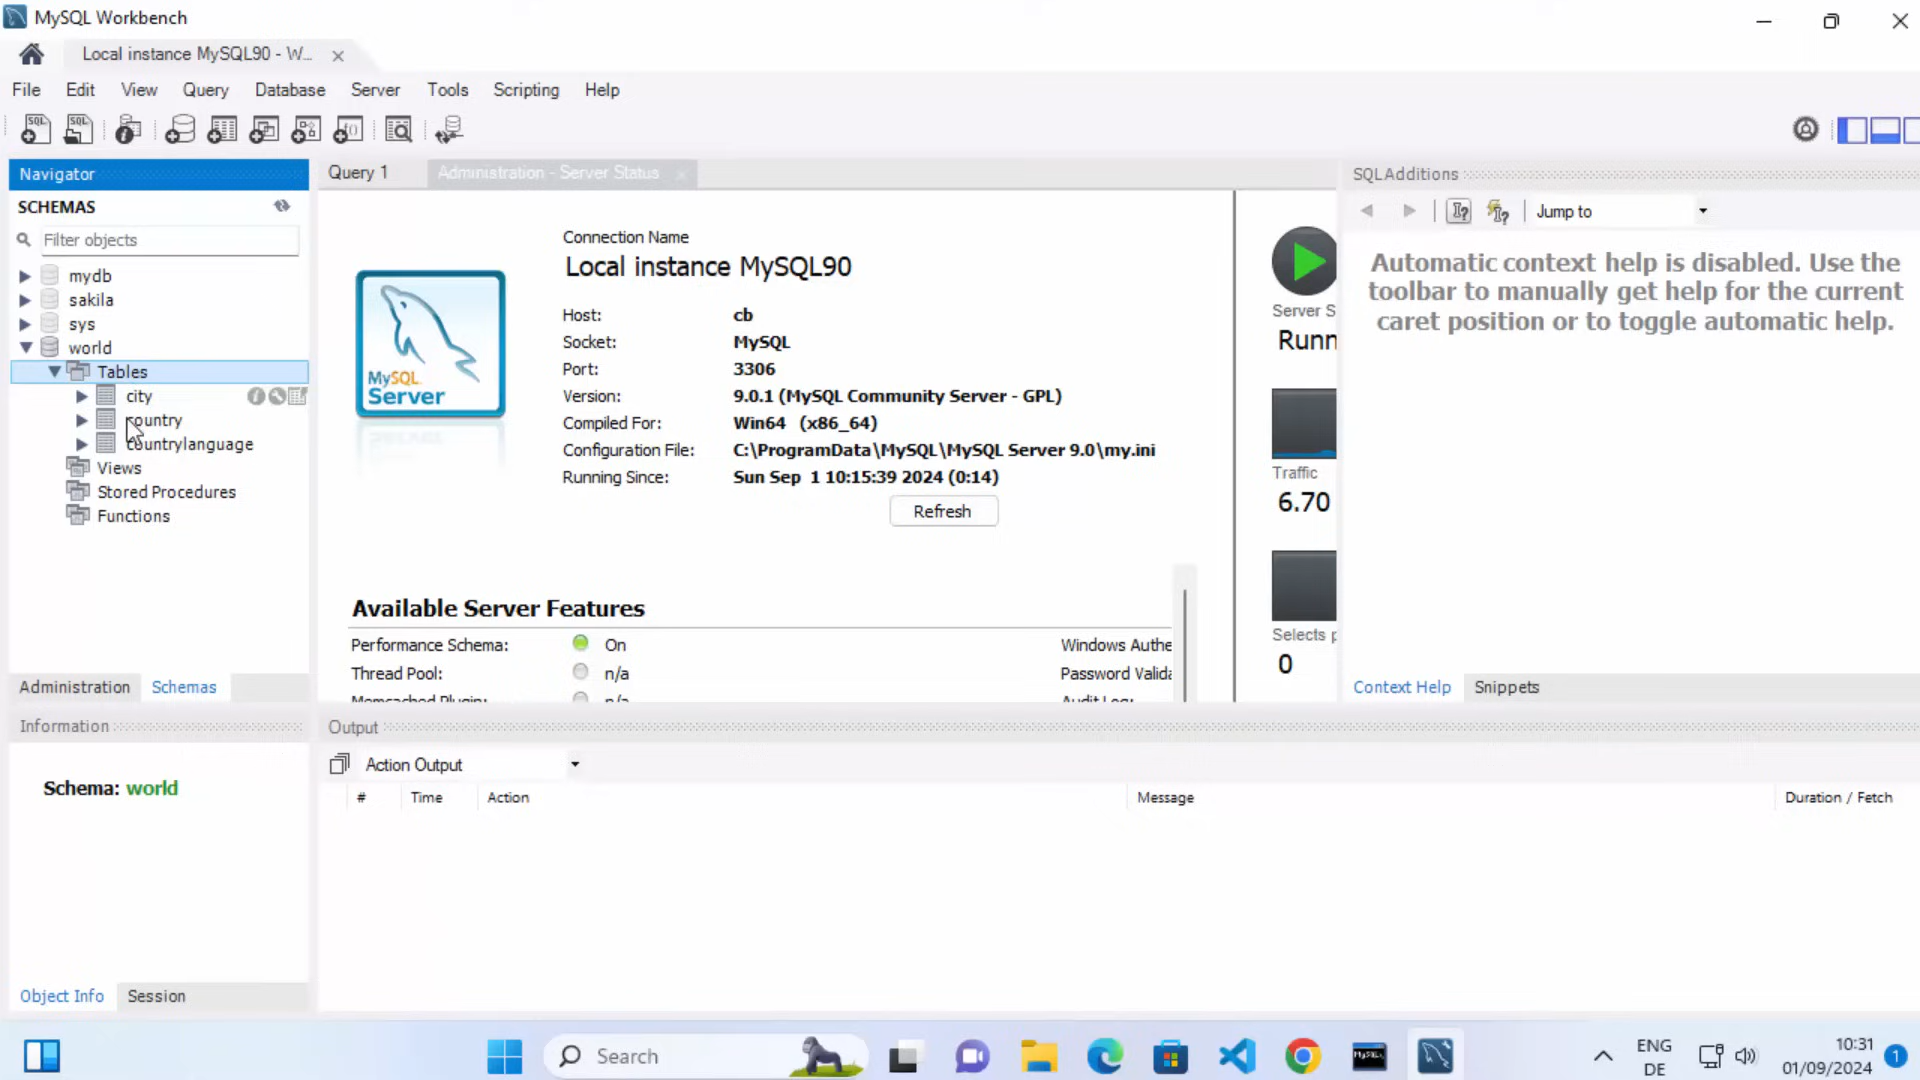 MySQL Workbench
Local instance MySQL90 - W...
File Edit View Query Database Server Tools Scripting Help
SQL SQL
Navigator
SCHEMAS
Filter objects
mydb
sakila
sys
world
Tables
city
country
countrylanguage
Views
Stored Procedures
Functions
Administration Schemas
Information
Schema: world
Object Info Session
Query 1 Administration - Server Status
MySQL
Server
Connection Name
Local instance MySQL90
Host: cb
Socket: MySQL
Port: 3306
Version: 9.0.1 (MySQL Community Server - GPL)
Compiled For: Win64 (x86_64)
Configuration File: C:\ProgramData\MySQL\MySQL Server 9.0\my.ini
Running Since: Sun Sep 1 10:15:39 2024 (0:14)
Refresh
Available Server Features
Performance Schema: On Windows Authe
Thread Pool: n/a Password Valida
Memcached Plugin: n/a Audit Log:
Server S
Runn
Traffic
6.70
Selects p
0
SQLAdditions
Jump to
Automatic context help is disabled. Use the
toolbar to manually get help for the current
caret position or to toggle automatic help.
Context Help Snippets
Output
Action Output
# Time Action Message Duration / Fetch
Search
ENG
DE
10:31
01/09/2024
1